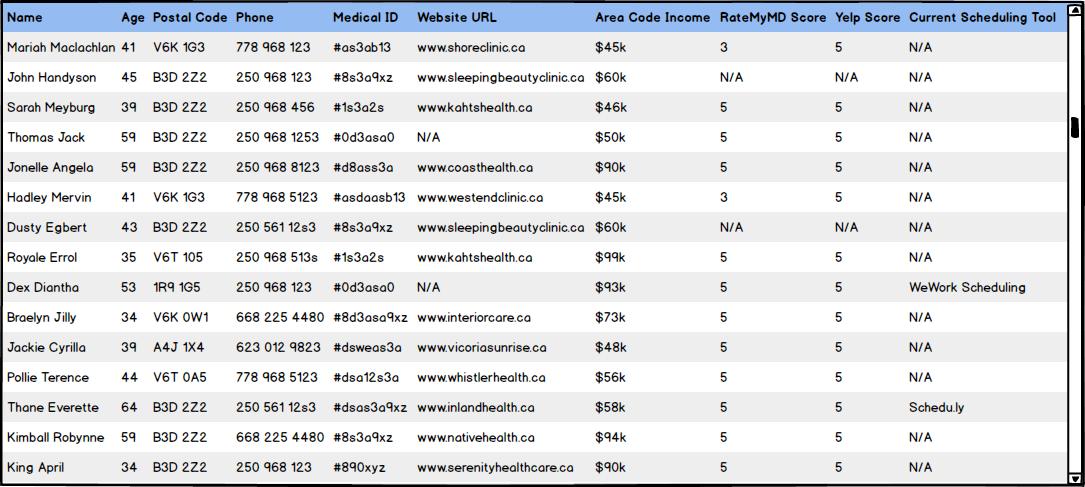 Name Age Postal Code Phone Medical ID Website URL Area Code Income RateMyMD Score Yelp Score Current Scheduling Tool
Mariah Maclachlan 41 V6K 1G3 778 968 123 #as3ab13 www.shoreclinic.ca $45k 3 5 N/A
John Handyson 45 B3D 2Z2 250 968 123 #8s3a9xz www.sleepingbeautyclinic.ca $60k N/A N/A N/A
Sarah Meyburg 39 B3D 2Z2 250 968 456 #1s3a2s www.kahtshealth.ca $46k 5 5 N/A
Thomas Jack 59 B3D 2Z2 250 968 1253 #0d3asa0 N/A $50k 5 5 N/A
Jonelle Angela 59 B3D 2Z2 250 968 8123 #d8ass3a www.coasthealth.ca $90k 5 5 N/A
Hadley Mervin 41 V6K 1G3 778 968 5123 #asdaasb13 www.westendclinic.ca $45k 3 5 N/A
Dusty Egbert 43 B3D 2Z2 250 561 12s3 #8s3a9xz www.sleepingbeautyclinic.ca $60k N/A N/A N/A
Royale Errol 35 V6T 105 250 968 513s #1s3a2s www.kahtshealth.ca $99k 5 5 N/A
Dex Diantha 53 1R9 1G5 250 968 123 #0d3asa0 N/A $93k 5 5 WeWork Scheduling
Braelyn Jilly 34 V6K 0W1 668 225 4480 #8d3asa9xz www.interiorcare.ca $73k 5 5 N/A
Jackie Cyrilla 39 A4J 1X4 623 012 9823 #dsweas3a www.vicoriasunrise.ca $48k 5 5 N/A
Pollie Terence 44 V6T 0A5 778 968 5123 #dsa12s3a www.whistlerhealth.ca $56k 5 5 N/A
Thane Everette 64 B3D 2Z2 250 561 12s3 #dsas3a9xz www.inlandhealth.ca $58k 5 5 Schedu.ly
Kimball Robynne 59 B3D 2Z2 668 225 4480 #8s3a9xz www.nativehealth.ca $94k 5 5 N/A
King April 34 B3D 2Z2 250 968 123 #890xyz www.serenityhealthcare.ca $90k 5 5 N/A